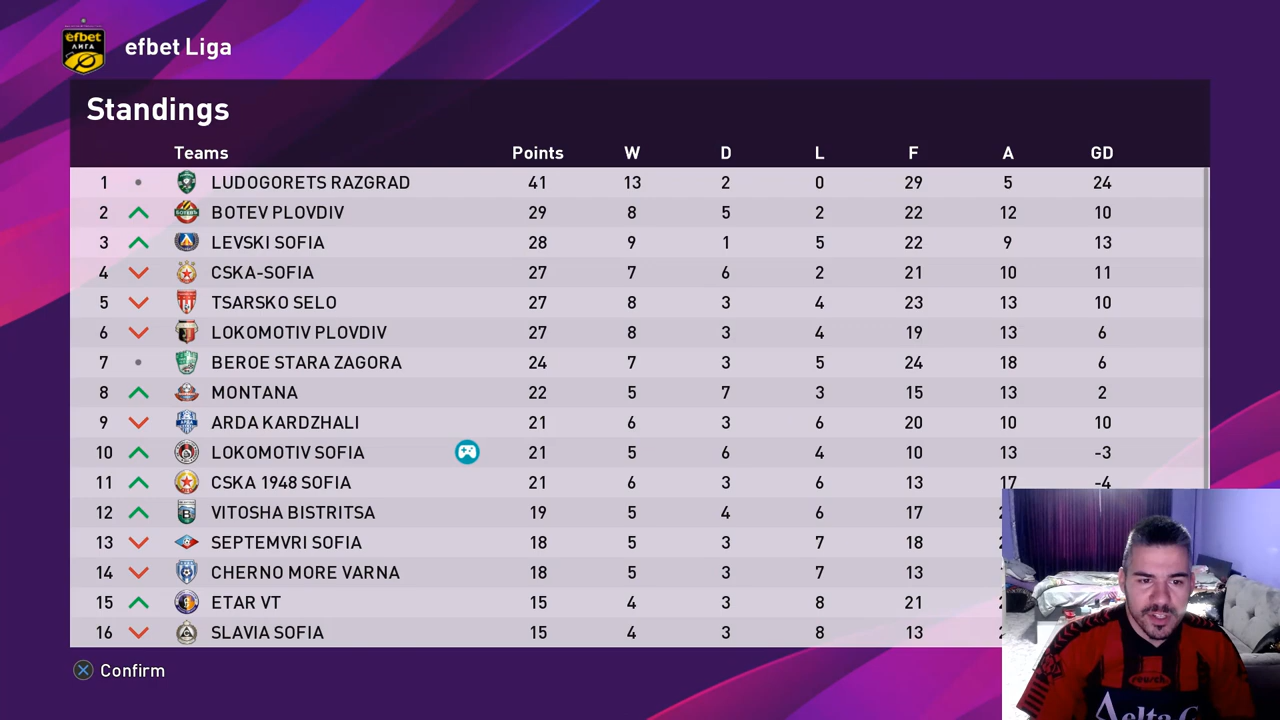 efbet
ЛИГА
efbet Liga
Standings
Teams Points W D L F A GD
1 LUDOGORETS RAZGRAD 41 13 2 0 29 5 24
2 BOTEV PLOVDIV 29 8 5 2 22 12 10
3 LEVSKI SOFIA 28 9 1 5 22 9 13
4 CSKA-SOFIA 27 7 6 2 21 10 11
5 TSARSKO SELO 27 8 3 4 23 13 10
6 LOKOMOTIV PLOVDIV 27 8 3 4 19 13 6
7 BEROE STARA ZAGORA 24 7 3 5 24 18 6
8 MONTANA 22 5 7 3 15 13 2
9 ARDA KARDZHALI 21 6 3 6 20 10 10
10 LOKOMOTIV SOFIA 21 5 6 4 10 13 -3
11 CSKA 1948 SOFIA 21 6 3 6 13 17 -4
12 VITOSHA BISTRITSA 19 5 4 6 17
13 SEPTEMVRI SOFIA 18 5 3 7 18
14 CHERNO MORE VARNA 18 5 3 7 13
15 ETAR VT 15 4 3 8 21
16 SLAVIA SOFIA 15 4 3 8 13
Confirm
reusch